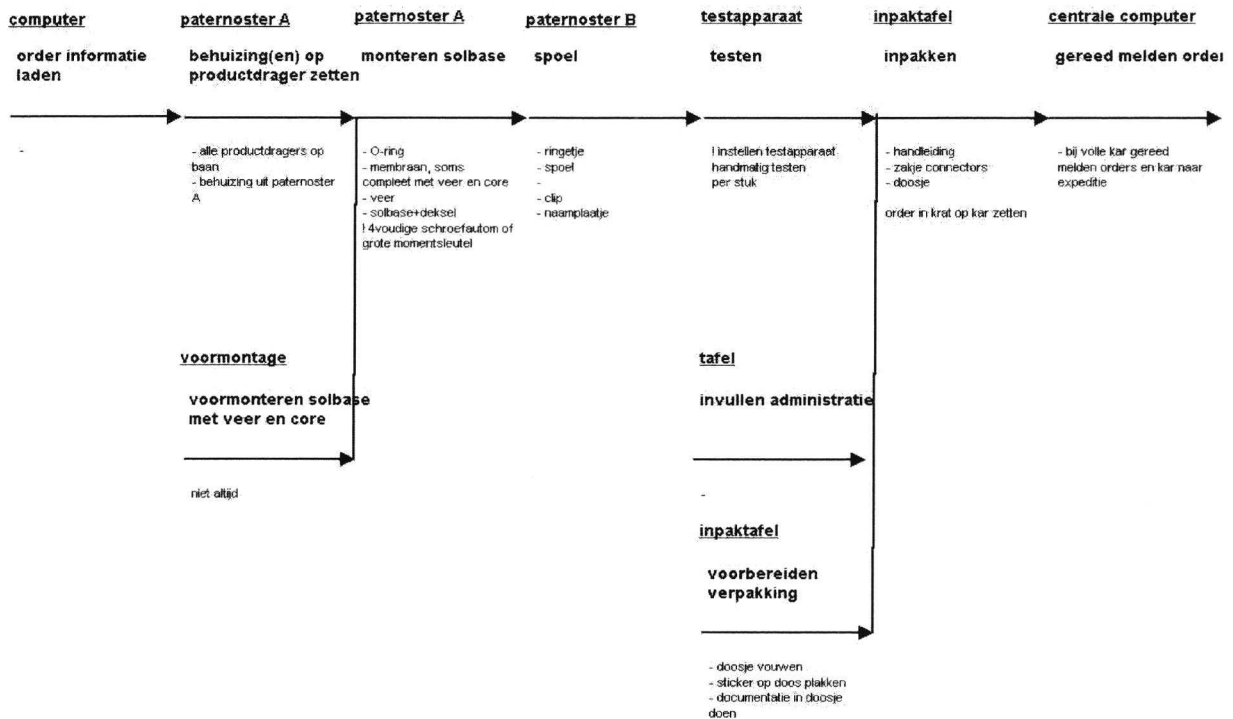 computer
order informatie
laden
-
paternoster A
behuizing(en) op
productdrager zetten
- alle productdragers op
baan
- behuizing uit paternoster
A
paternoster A
monteren solbase
- O-ring
- membraan, soms
compleet met veer en core
- veer
- solbase+deksel
! 4voudige schroefautom of
grote momentsleutel
paternoster B
spoel
- ringetje
- spoel
-
- clip
- naamplaatje
testapparaat
testen
! instellen testapparaat
handmatig testen
per stuk
inpaktafel
inpakken
- handleiding
- zakje connectors
- doosje
order in krat op kar zetten
centrale computer
gereed melden order
- bij volle kar gereed
melden orders en kar naar
expeditie
voormontage
voormonteren solbase
met veer en core
niet altijd
tafel
invullen administratie
-
inpaktafel
voorbereiden
verpakking
- doosje vouwen
- sticker op doos plakken
- documentatie in doosje
doen